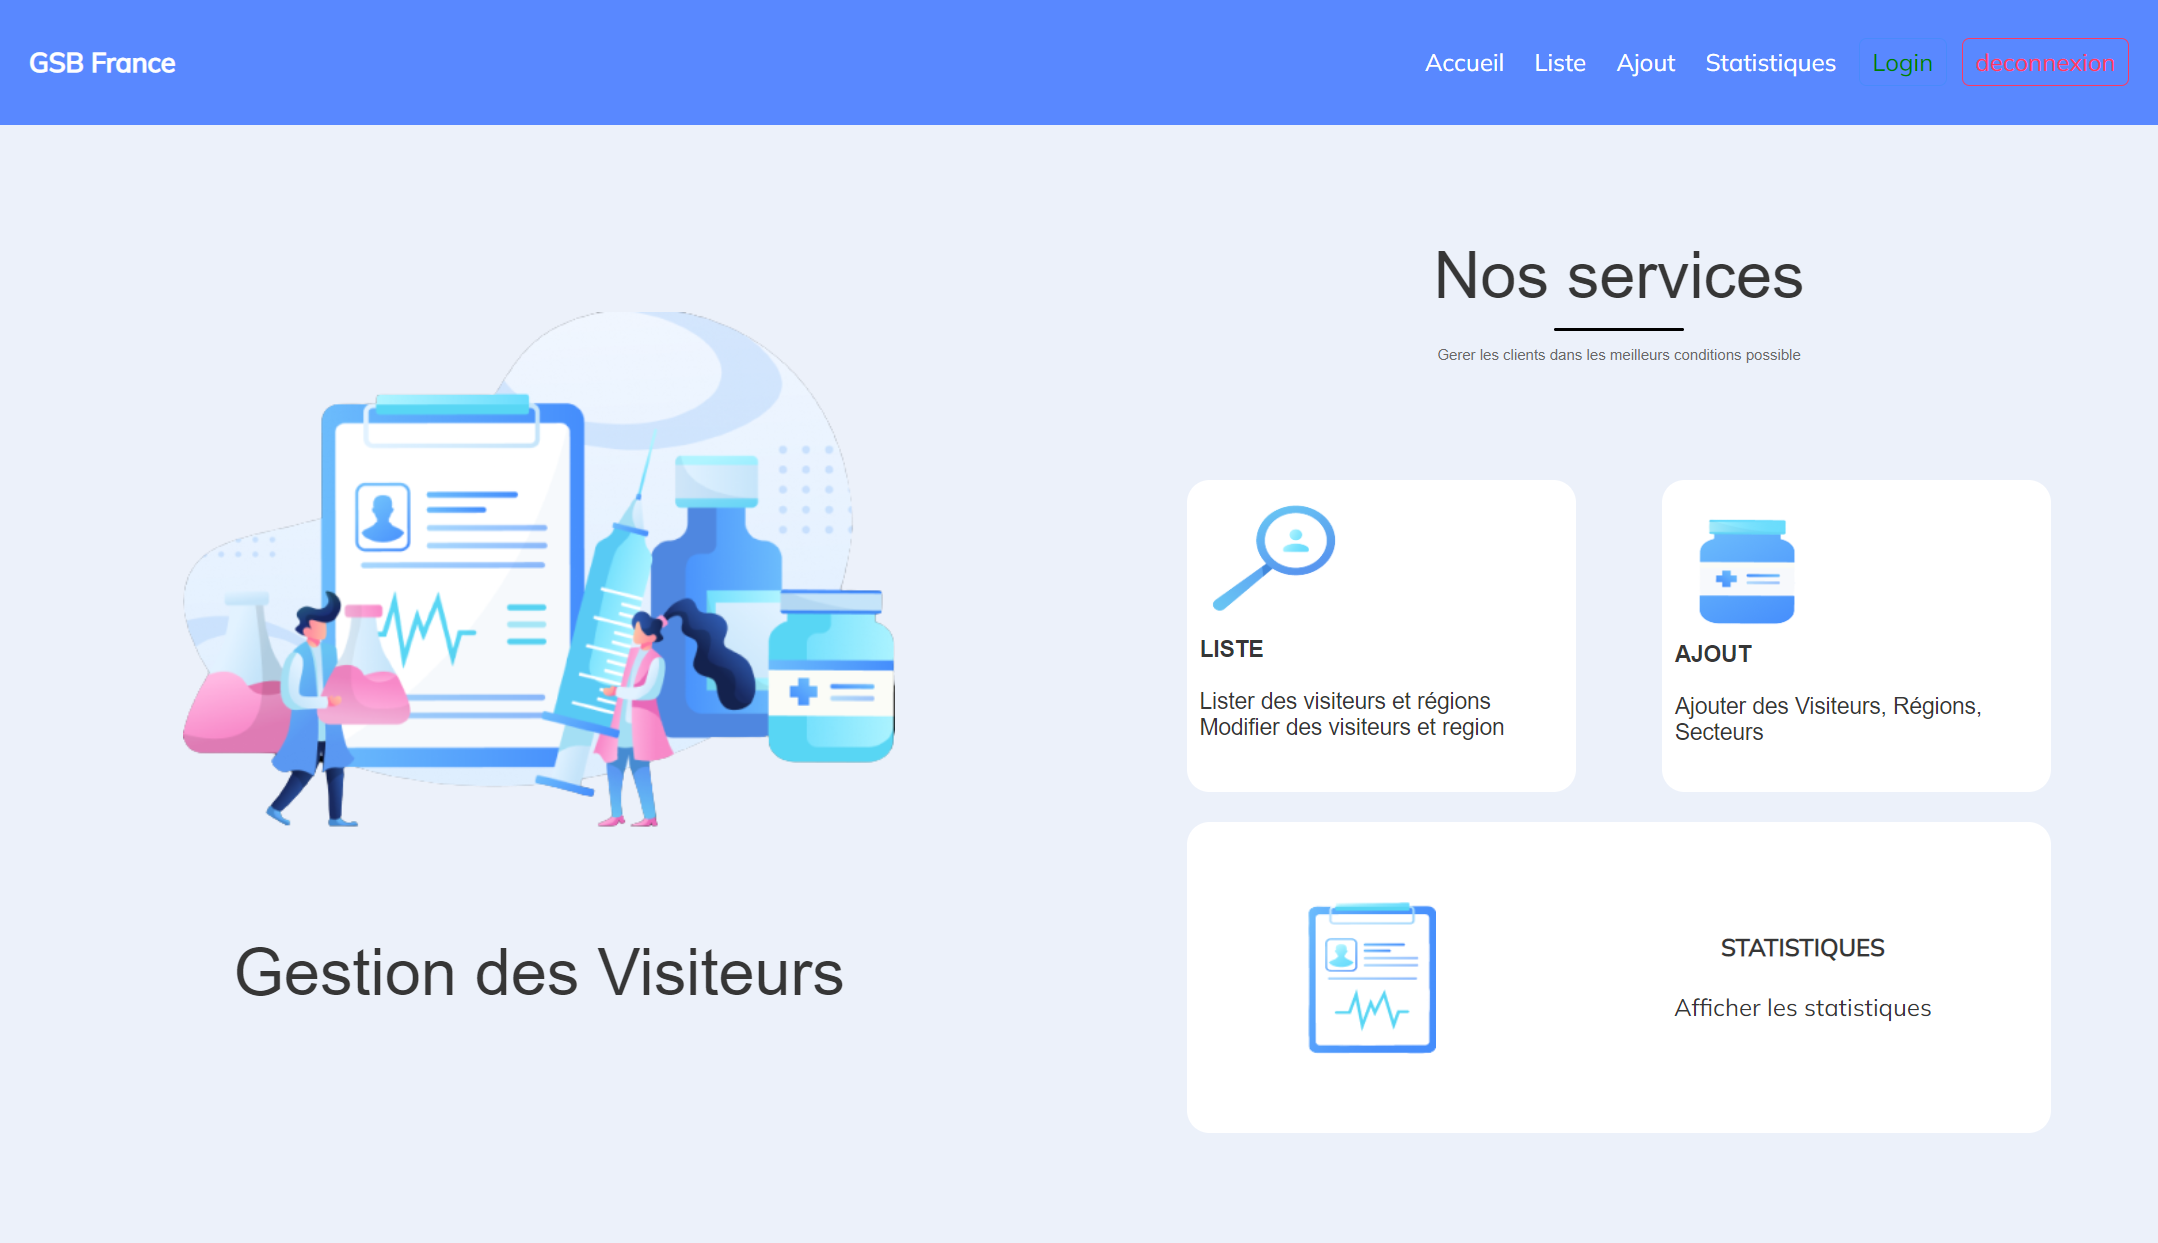 GSB France
Accueil
Liste
Ajout
Statistiques
Login
deconnexion
Nos services
Gerer les clients dans les meilleurs conditions possible
LISTE
Lister des visiteurs et régions
Modifier des visiteurs et region
AJOUT
Ajouter des Visiteurs, Régions,
Secteurs
STATISTIQUES
Afficher les statistiques
Gestion des Visiteurs